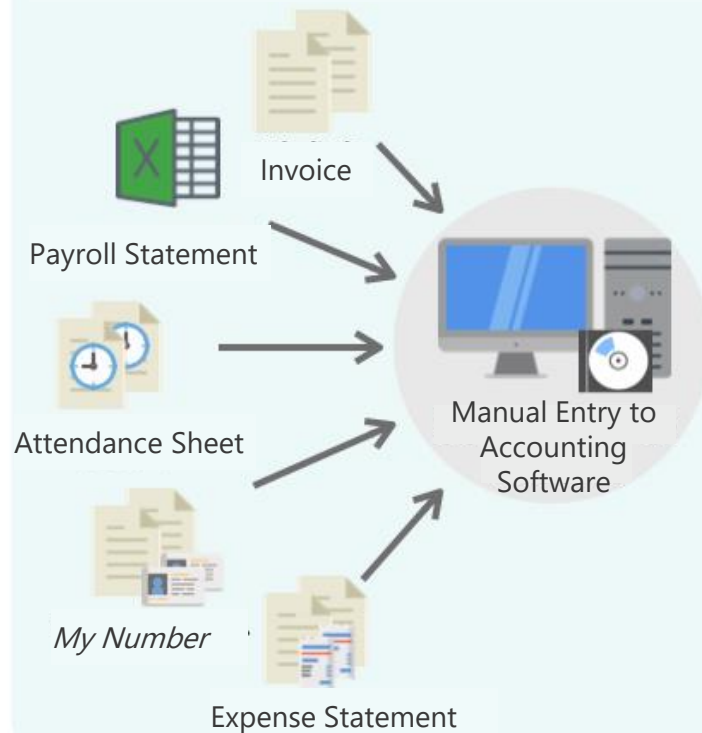 Invoice
Payroll Statement
Attendance Sheet
My Number
Expense Statement
Manual Entry to
Accounting
Software